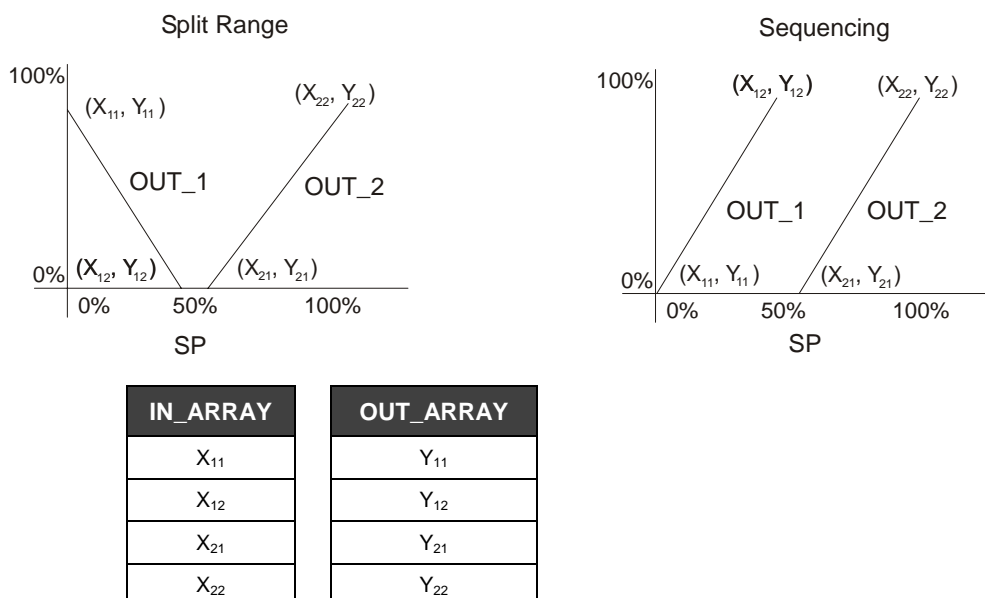 Split Range
100%
(X₁₁, Y₁₁)
(X₂₂, Y₂₂)
OUT_1
OUT_2
0%
(X₁₂, Y₁₂)
(X₂₁, Y₂₁)
0%
50%
100%
SP
Sequencing
100%
(X₁₂, Y₁₂)
(X₂₂, Y₂₂)
OUT_1
OUT_2
0%
(X₁₁, Y₁₁)
(X₂₁, Y₂₁)
0%
50%
100%
SP
IN_ARRAY OUT_ARRAY
X₁₁ Y₁₁
X₁₂ Y₁₂
X₂₁ Y₂₁
X₂₂ Y₂₂